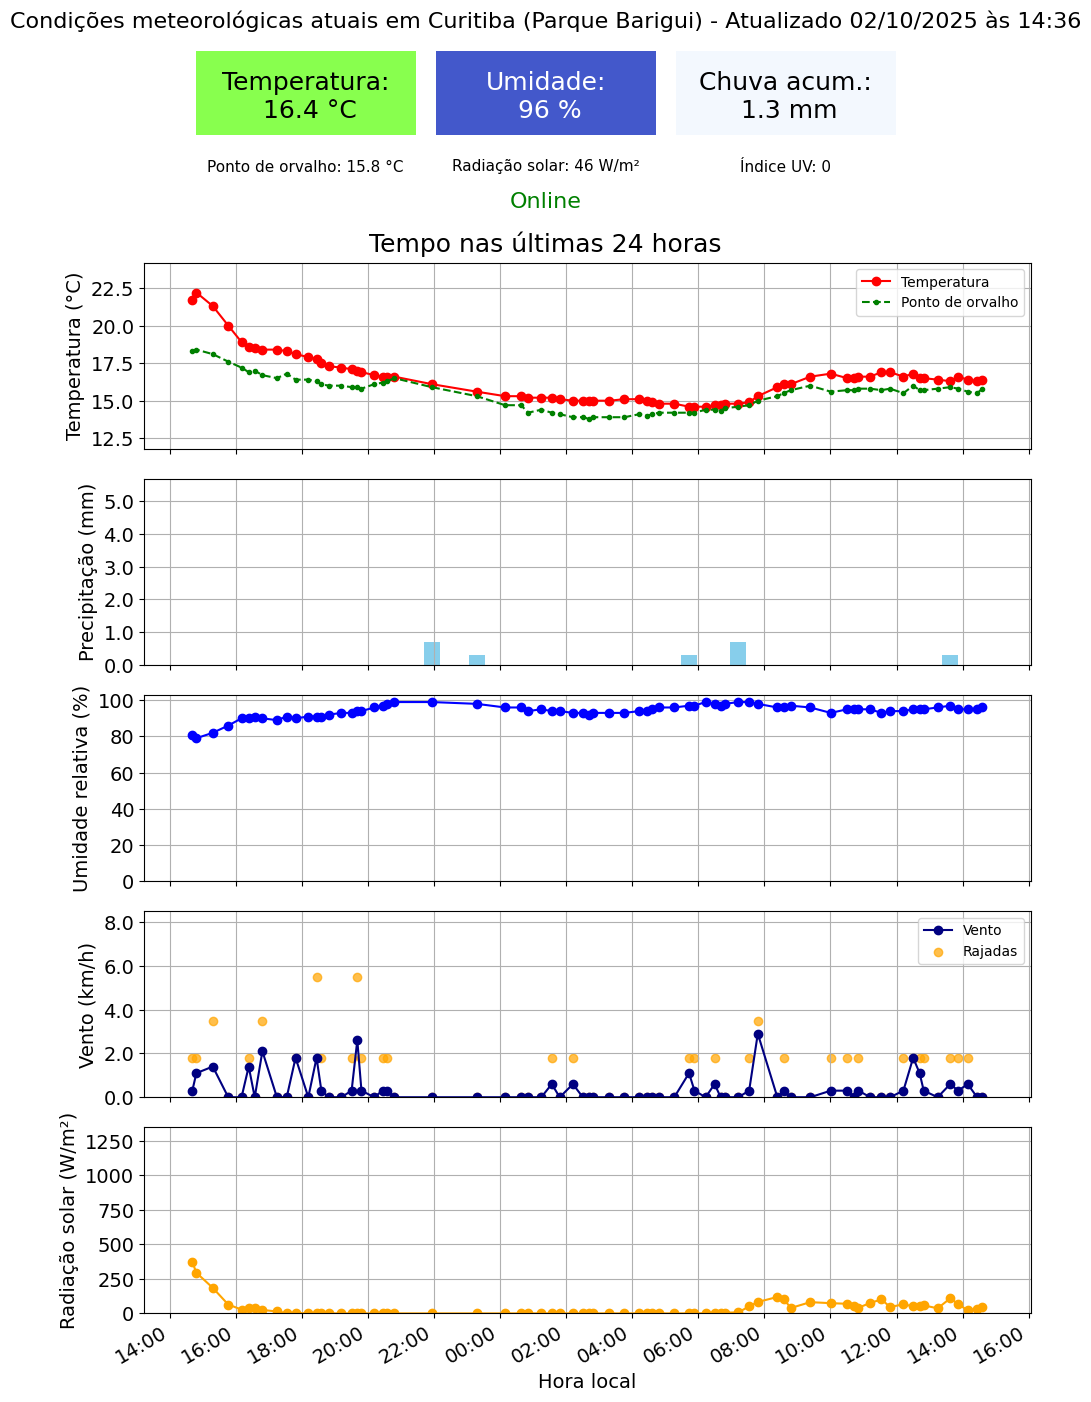 Condições meteorológicas atuais em Curitiba (Parque Barigui) - Atualizado 02/10/2025 às 14:36
Temperatura:
16.4 °C
Umidade:
96 %
Chuva acum.:
1.3 mm
Ponto de orvalho: 15.8 °C
Radiação solar: 46 W/m²
Índice UV: 0
Online
Tempo nas últimas 24 horas
Temperatura (°C)
22.5
20.0
17.5
15.0
12.5
Temperatura
Ponto de orvalho
Precipitação (mm)
5.0
4.0
3.0
2.0
1.0
0.0
Umidade relativa (%)
100
80
60
40
20
0
Vento (km/h)
8.0
6.0
4.0
2.0
0.0
Vento
Rajadas
Radiação solar (W/m²)
1250
1000
750
500
250
0
14:00
16:00
18:00
20:00
22:00
00:00
02:00
04:00
06:00
08:00
10:00
12:00
14:00
16:00
Hora local